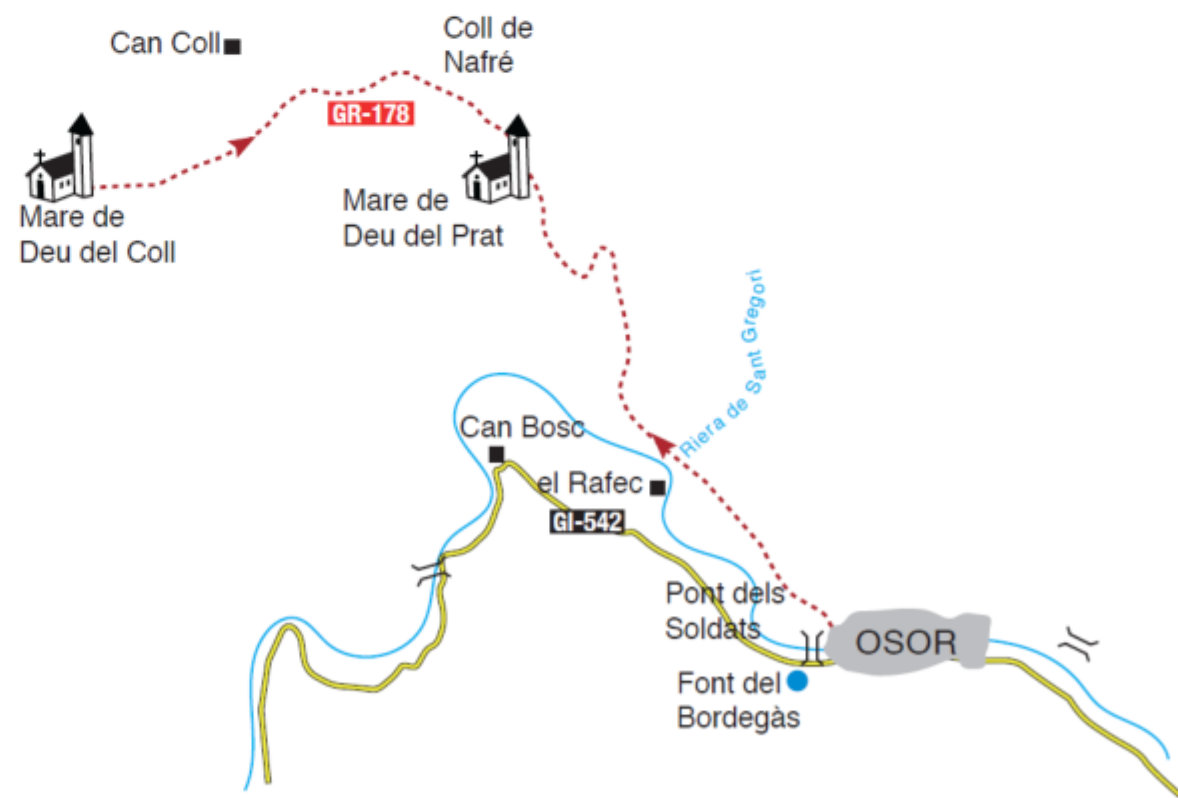 Can Coll
Coll de
Nafré
GR-178
Mare de
Deu del Coll
Mare de
Deu del Prat
Riera de Sant Gregori
Can Bosc
el Rafec
GI-542
Pont dels
Soldats
OSOR
Font del
Bordegàs